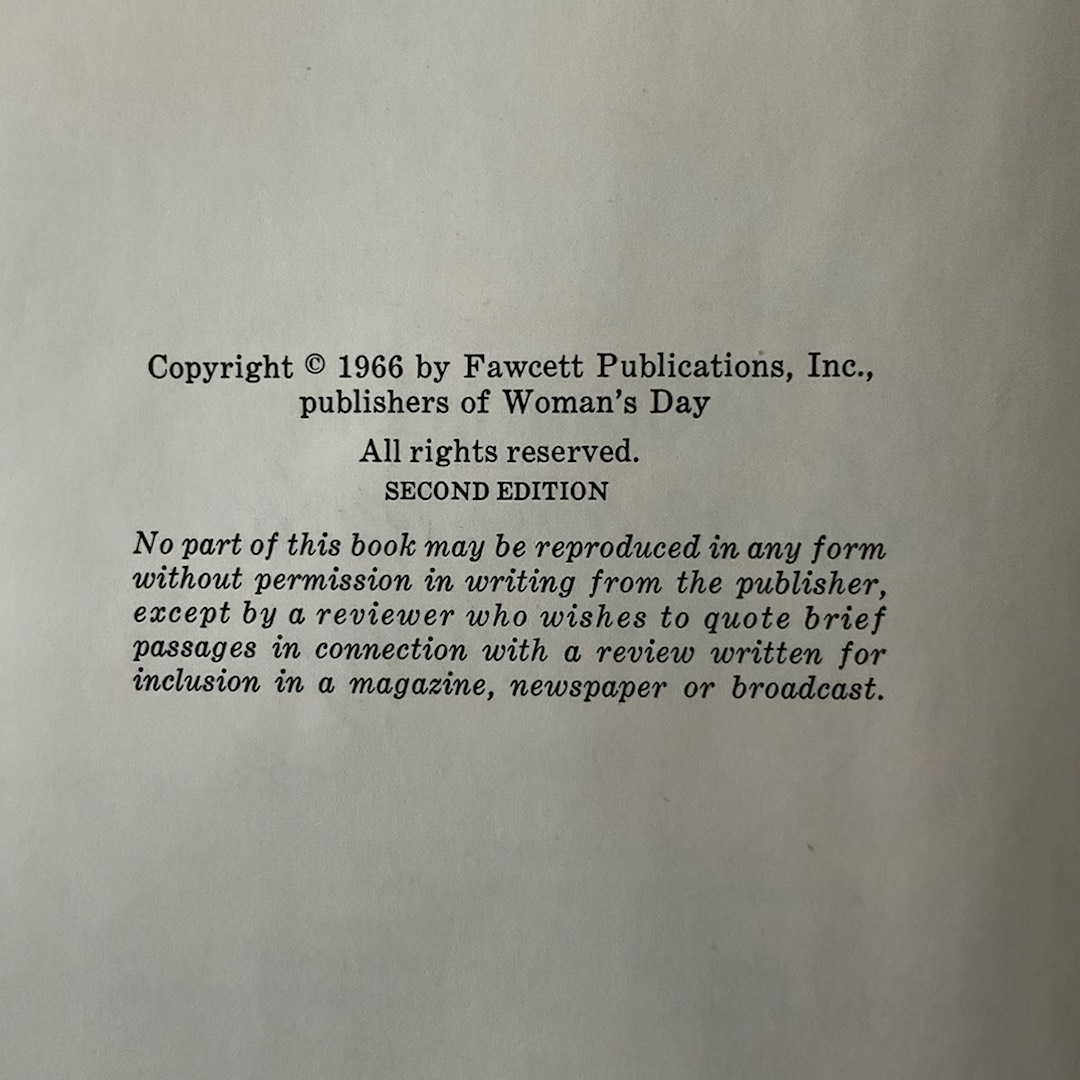 Copyright © 1966 by Fawcett Publications, Inc.,
publishers of Woman's Day
All rights reserved.
SECOND EDITION
No part of this book may be reproduced in any form
without permission in writing from the publisher,
except by a reviewer who wishes to quote brief
passages in connection with a review written for
inclusion in a magazine, newspaper or broadcast.